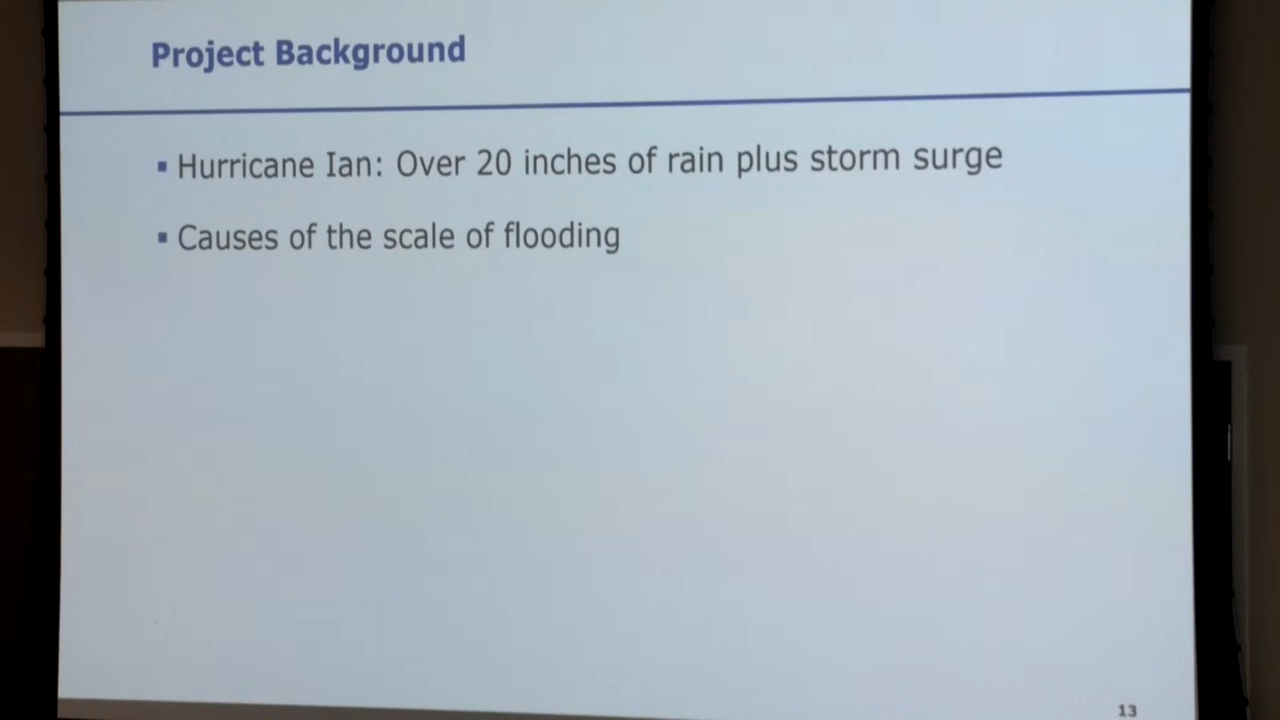 Project Background
▪ Hurricane Ian: Over 20 inches of rain plus storm surge
▪ Causes of the scale of flooding
13